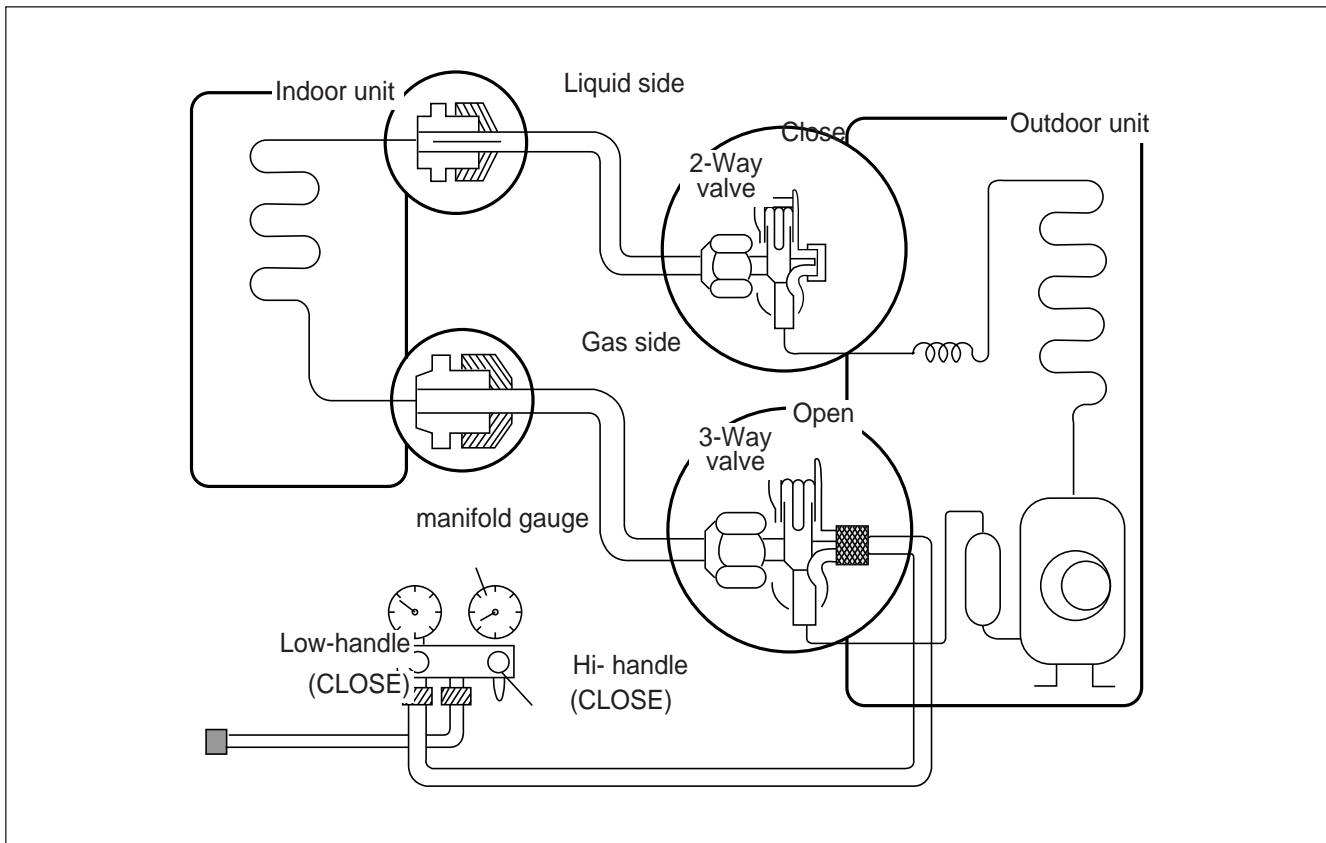 Indoor unit
Liquid side
Close
Outdoor unit
2-Way
valve
Gas side
Open
3-Way
valve
manifold gauge
Low-handle
(CLOSE)
Hi- handle
(CLOSE)